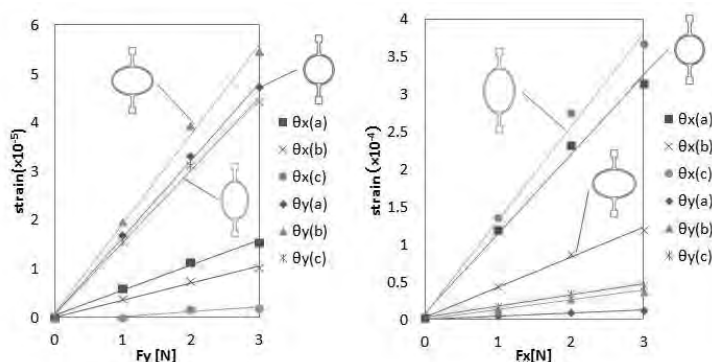 strain(×10⁻⁵)
6
5
4
3
2
1
0
0 1 2 3
Fy [N]
θx(a)
θx(b)
θx(c)
θy(a)
θy(b)
θy(c)
strain (×10⁻⁴)
4
3.5
3
2.5
2
1.5
1
0.5
0
0 1 2 3
Fx[N]
θx(a)
θx(b)
θx(c)
θy(a)
θy(b)
θy(c)